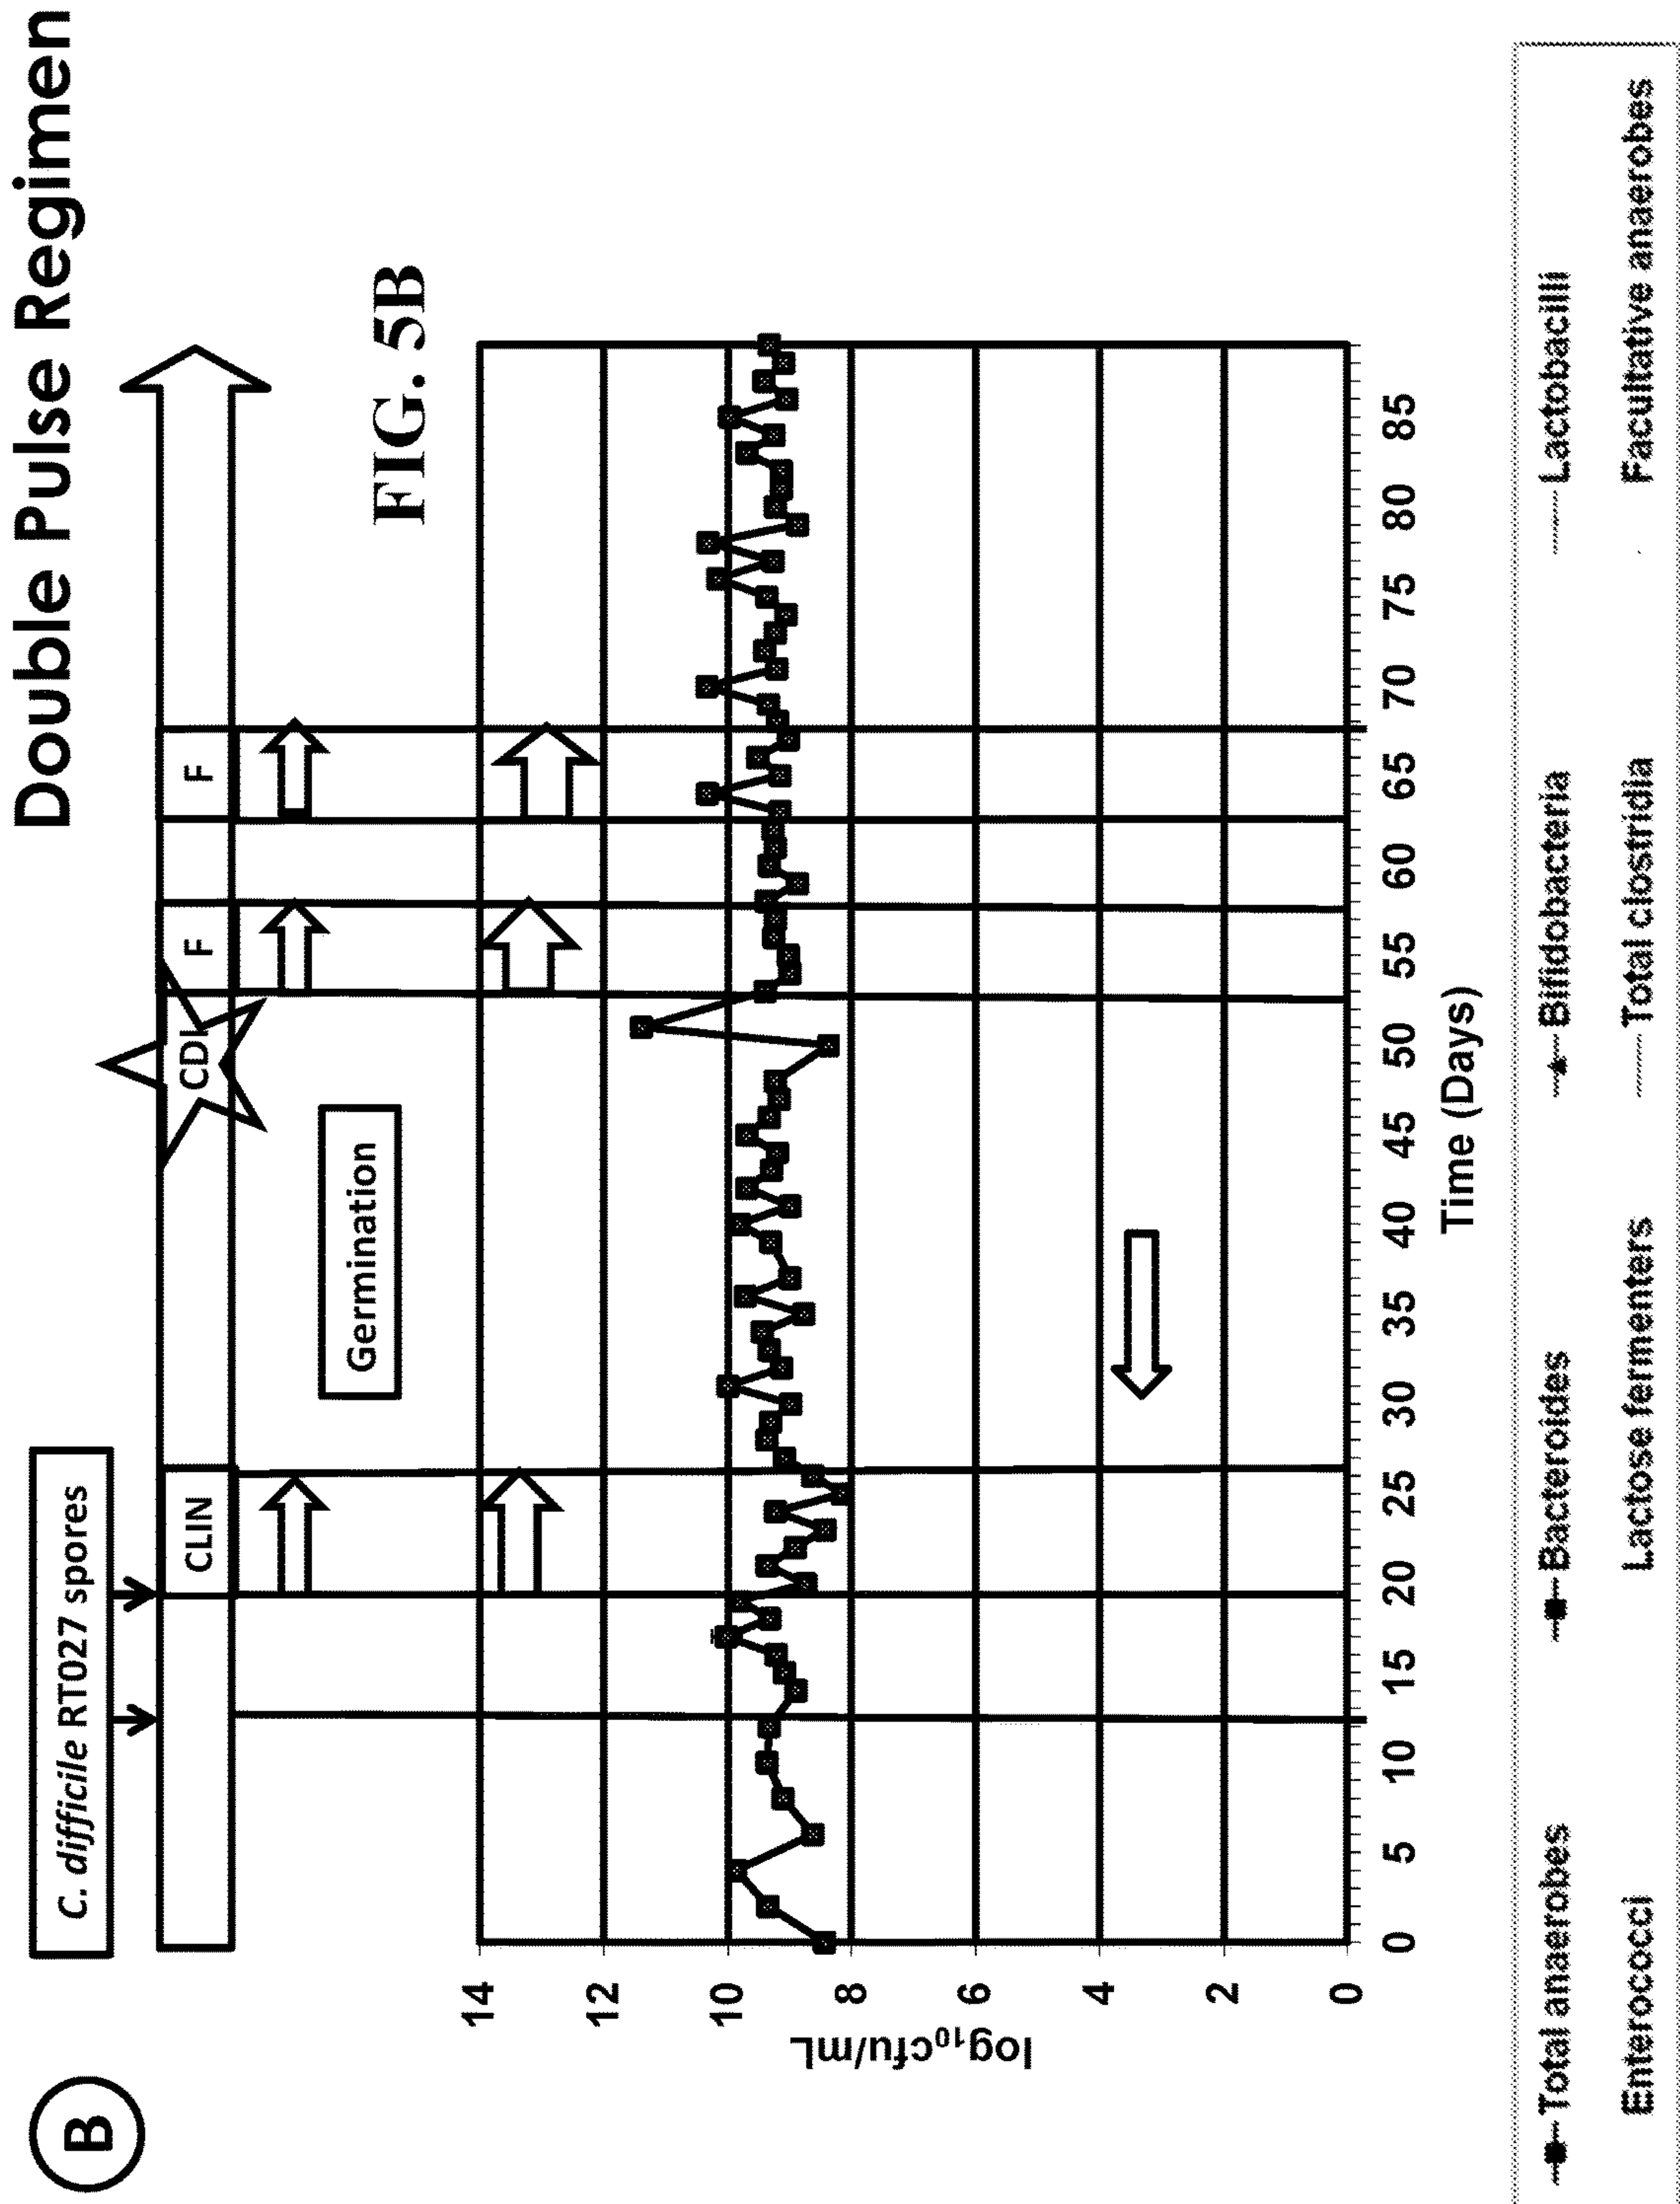 Double Pulse Regimen
B
C. difficile RT027 spores
CLIN
CDI
F
F
Germination
FIG. 5B
log₁₀cfu/mL
14
12
10
8
6
4
2
0
0 5 10 15 20 25 30 35 40 45 50 55 60 65 70 75 80 85
Time (Days)
Total anaerobes Bacteroides Bifidobacteria Lactobacilli
Enterococci Lactose fermenters Total clostridia Facultative anaerobes